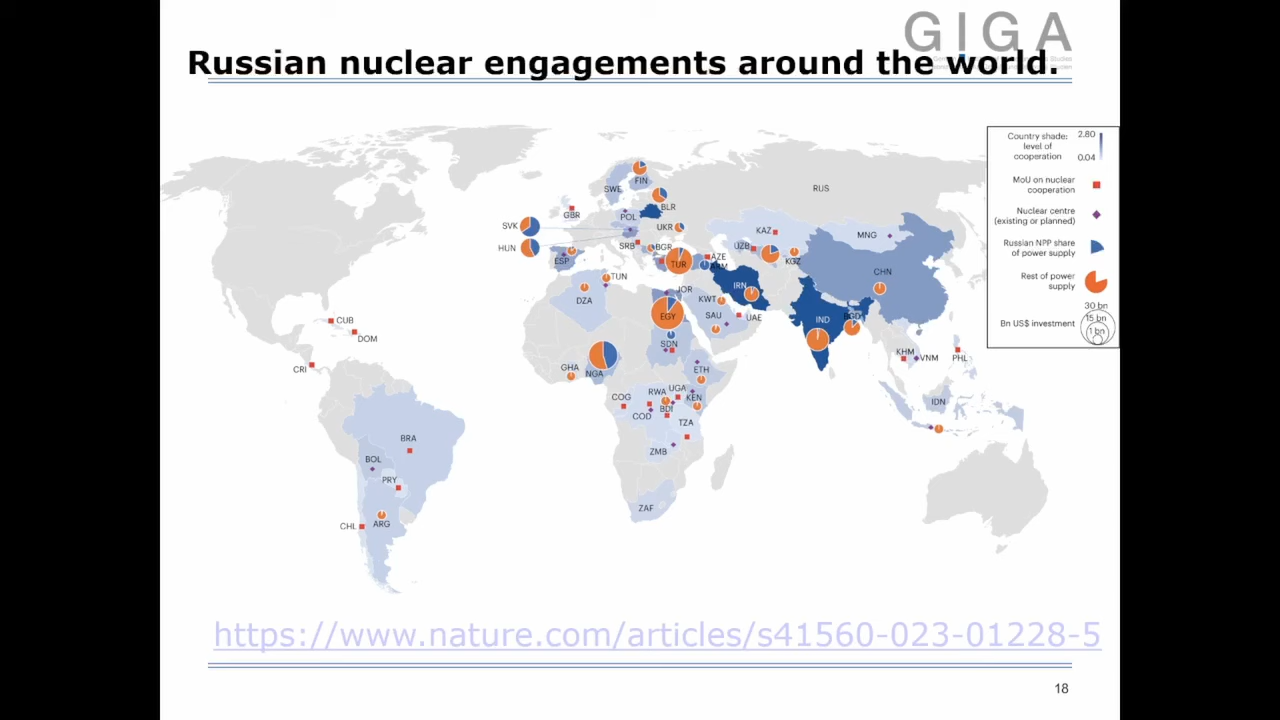 GIGA
Russian nuclear engagements around the world.
Country shade:
level of
cooperation
2.80
0.04
MoU on nuclear
cooperation
Nuclear centre
(existing or planned)
Russian NPP share
of power supply
Rest of power
supply
Bn US$ investment
30 bn
15 bn
1 bn
FIN
SWE
RUS
BLR
GBR
POL
SVK
UKR
KAZ
MNG
HUN
SRB
BGR
UZB
ESP
AZE
KGZ
TUR
ARM
CHN
TUN
IRN
DZA
JOR
KWT
EGY
SAU
UAE
IND
BGD
CUB
DOM
SDN
KHM
VNM
PHL
CRI
GHA
NGA
ETH
RWA
UGA
COG
KEN
IDN
COD
BDI
TZA
BRA
ZMB
BOL
PRY
ZAF
CHL
ARG
https://www.nature.com/articles/s41560-023-01228-5
18